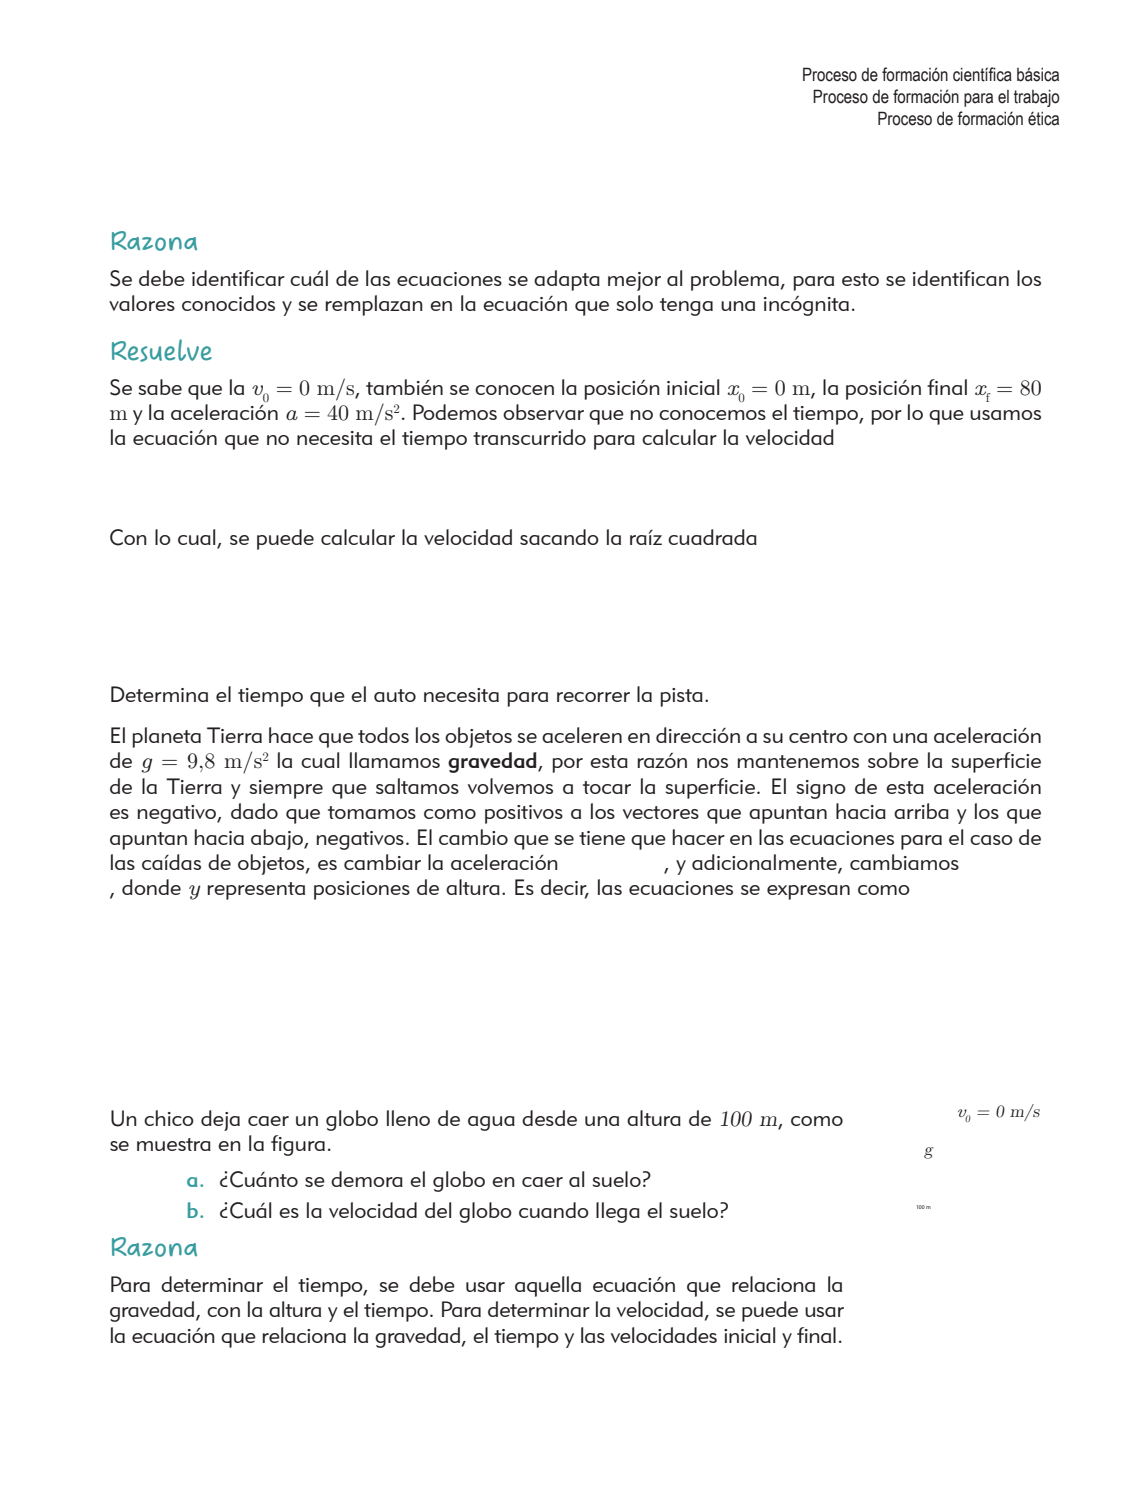 Proceso de formación científica básica
Proceso de formación para el trabajo
Proceso de formación ética
Razona
Se debe identificar cuál de las ecuaciones se adapta mejor al problema, para esto se identifican los
valores conocidos y se remplazan en la ecuación que solo tenga una incógnita.
Resuelve
Se sabe que la v₀ = 0 m/s, también se conocen la posición inicial x₀ = 0 m, la posición final x_f = 80
m y la aceleración a = 40 m/s². Podemos observar que no conocemos el tiempo, por lo que usamos
la ecuación que no necesita el tiempo transcurrido para calcular la velocidad
Con lo cual, se puede calcular la velocidad sacando la raíz cuadrada
Determina el tiempo que el auto necesita para recorrer la pista.
El planeta Tierra hace que todos los objetos se aceleren en dirección a su centro con una aceleración
de g = 9,8 m/s² la cual llamamos gravedad, por esta razón nos mantenemos sobre la superficie
de la Tierra y siempre que saltamos volvemos a tocar la superficie. El signo de esta aceleración
es negativo, dado que tomamos como positivos a los vectores que apuntan hacia arriba y los que
apuntan hacia abajo, negativos. El cambio que se tiene que hacer en las ecuaciones para el caso de
las caídas de objetos, es cambiar la aceleración , y adicionalmente, cambiamos
, donde y representa posiciones de altura. Es decir, las ecuaciones se expresan como
Un chico deja caer un globo lleno de agua desde una altura de 100 m, como
se muestra en la figura.
a. ¿Cuánto se demora el globo en caer al suelo?
b. ¿Cuál es la velocidad del globo cuando llega el suelo?
v₀ = 0 m/s
g
100 m
Razona
Para determinar el tiempo, se debe usar aquella ecuación que relaciona la
gravedad, con la altura y el tiempo. Para determinar la velocidad, se puede usar
la ecuación que relaciona la gravedad, el tiempo y las velocidades inicial y final.